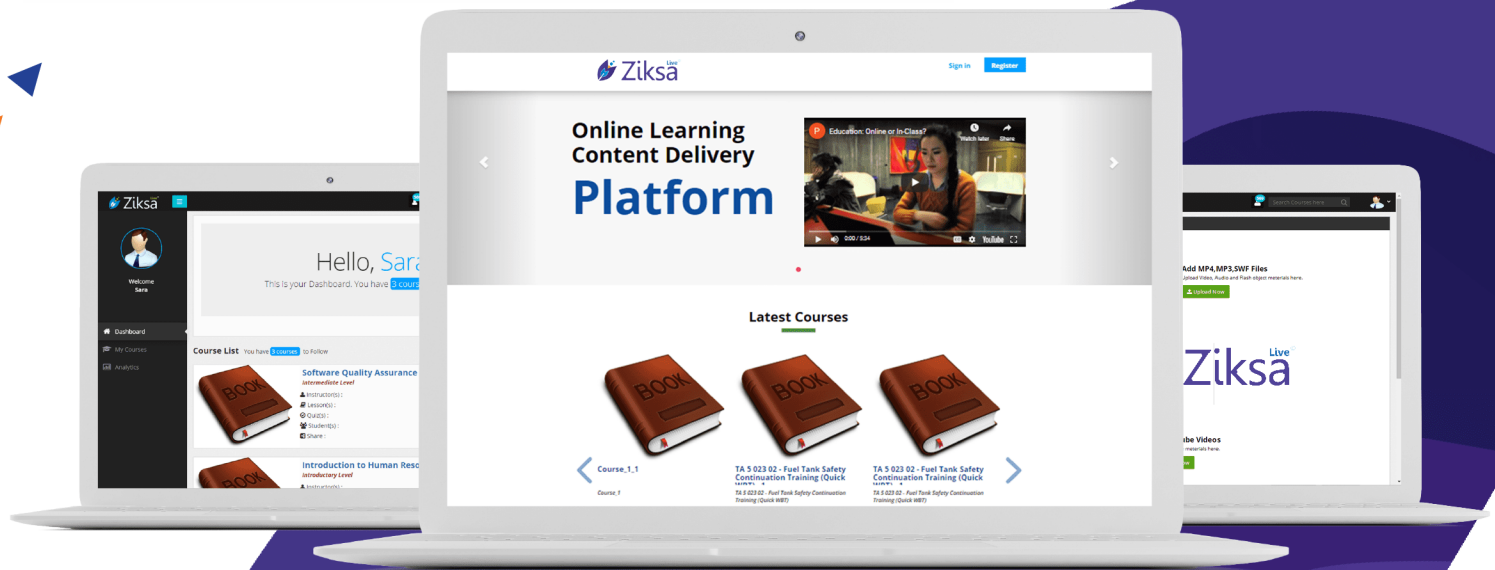 Ziksa
Live
Sign in
Register
Online Learning
Content Delivery
Platform
P
Education: Online or In-Class?
Watch later
Share
0:00 / 5:34
YouTube
Latest Courses
BOOK
BOOK
BOOK
Course_1_1
Course_1
TA 5 023 02 - Fuel Tank Safety
Continuation Training (Quick
TA 5 023 02 - Fuel Tank Safety Continuation
Training (Quick WBT)
TA 5 023 02 - Fuel Tank Safety
Continuation Training (Quick
TA 5 023 02 - Fuel Tank Safety Continuation
Training (Quick WBT)
Ziksa
Welcome
Sara
Dashboard
My Courses
Analytics
Hello, Sara
This is your Dashboard. You have 3 cours
Course List You have 3 courses to Follow
BOOK
Software Quality Assurance
Intermediate Level
Instructor(s) :
Lesson(s) :
Quiz(s) :
Student(s) :
Share :
BOOK
Introduction to Human Reso
Introductory Level
Instructor(s) :
Search Courses here
Add MP4,MP3,SWF Files
Upload Video, Audio and Flash object materials here.
Upload Now
Ziksa
Live
be Videos
materials here.